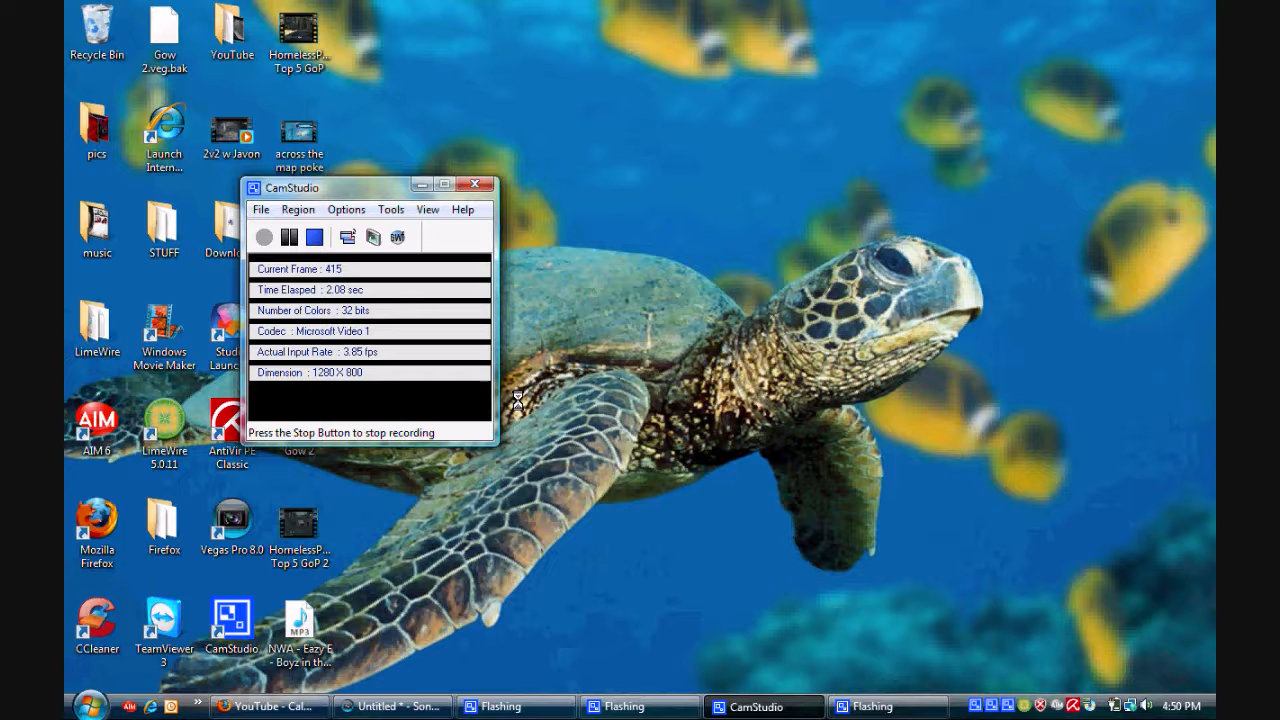 Recycle Bin
Gow
2.veg.bak
YouTube
HomelessP...
Top 5 GoP
pics
Launch
Intern...
2v2 w Javon
across the
map poke
CamStudio
File Region Options Tools View Help
Current Frame : 415
Time Elasped : 2.08 sec
Number of Colors : 32 bits
Codec : Microsoft Video 1
Actual Input Rate : 3.85 fps
Dimension : 1280 X 800
Press the Stop Button to stop recording
music
STUFF
LimeWire
Windows
Movie Maker
AIM
AIM 6
LimeWire
5.0.11
AntiVir PE
Classic
Gow 2
Mozilla
Firefox
Firefox
Vegas Pro 8.0
HomelessP...
Top 5 GoP 2
CCleaner
TeamViewer
3
CamStudio
MP3
NWA - Eazy E
- Boyz in th...
YouTube - Cal...
Untitled * - Son...
Flashing
Flashing
CamStudio
Flashing
4:50 PM